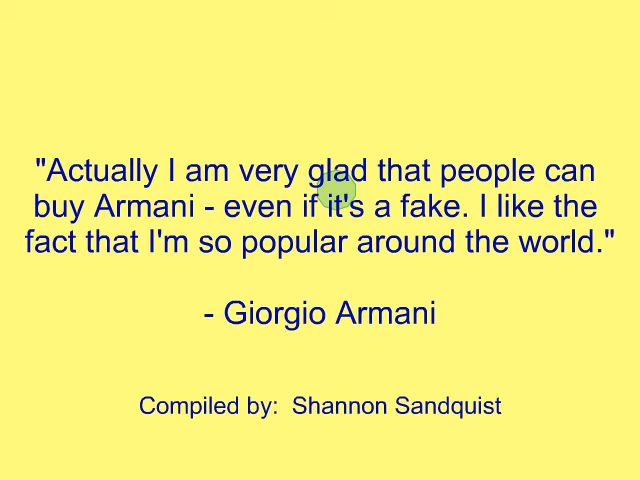 "Actually I am very glad that people can
buy Armani - even if it's a fake. I like the
fact that I'm so popular around the world."
- Giorgio Armani
Compiled by:  Shannon Sandquist